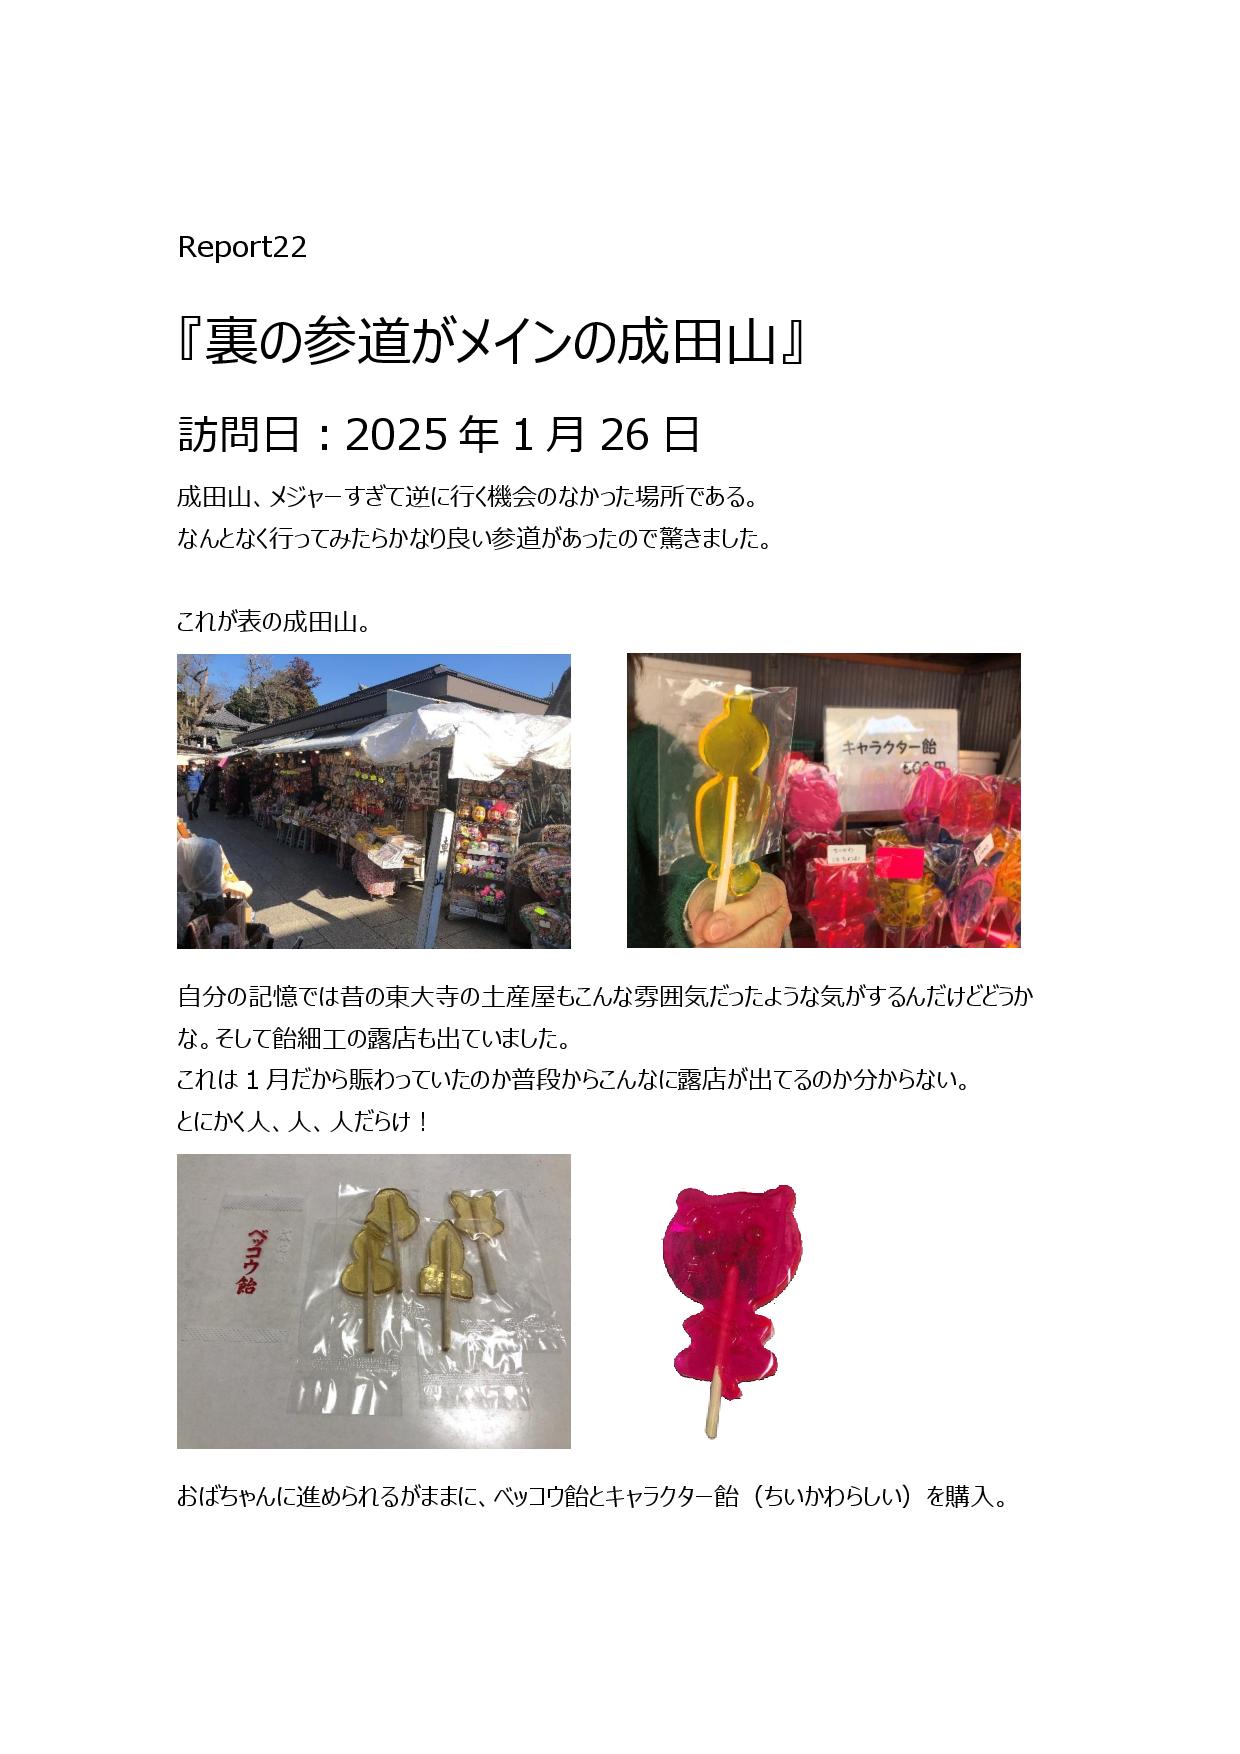 Report22
『裏の参道がメインの成田山』
訪問日：2025年1月26日
成田山、メジャーすぎて逆に行く機会のなかった場所である。
なんとなく行ってみたらかなり良い参道があったので驚きました。
これが表の成田山。
キャラクター飴
500円
自分の記憶では昔の東大寺の土産屋もこんな雰囲気だったような気がするんだけどどうか
な。そして飴細工の露店も出ていました。
これは1月だから賑わっていたのか普段からこんなに露店が出てるのか分からない。
とにかく人、人、人だらけ！
ベッコウ飴
おばちゃんに進められるがままに、ベッコウ飴とキャラクター飴（ちいかわらしい）を購入。